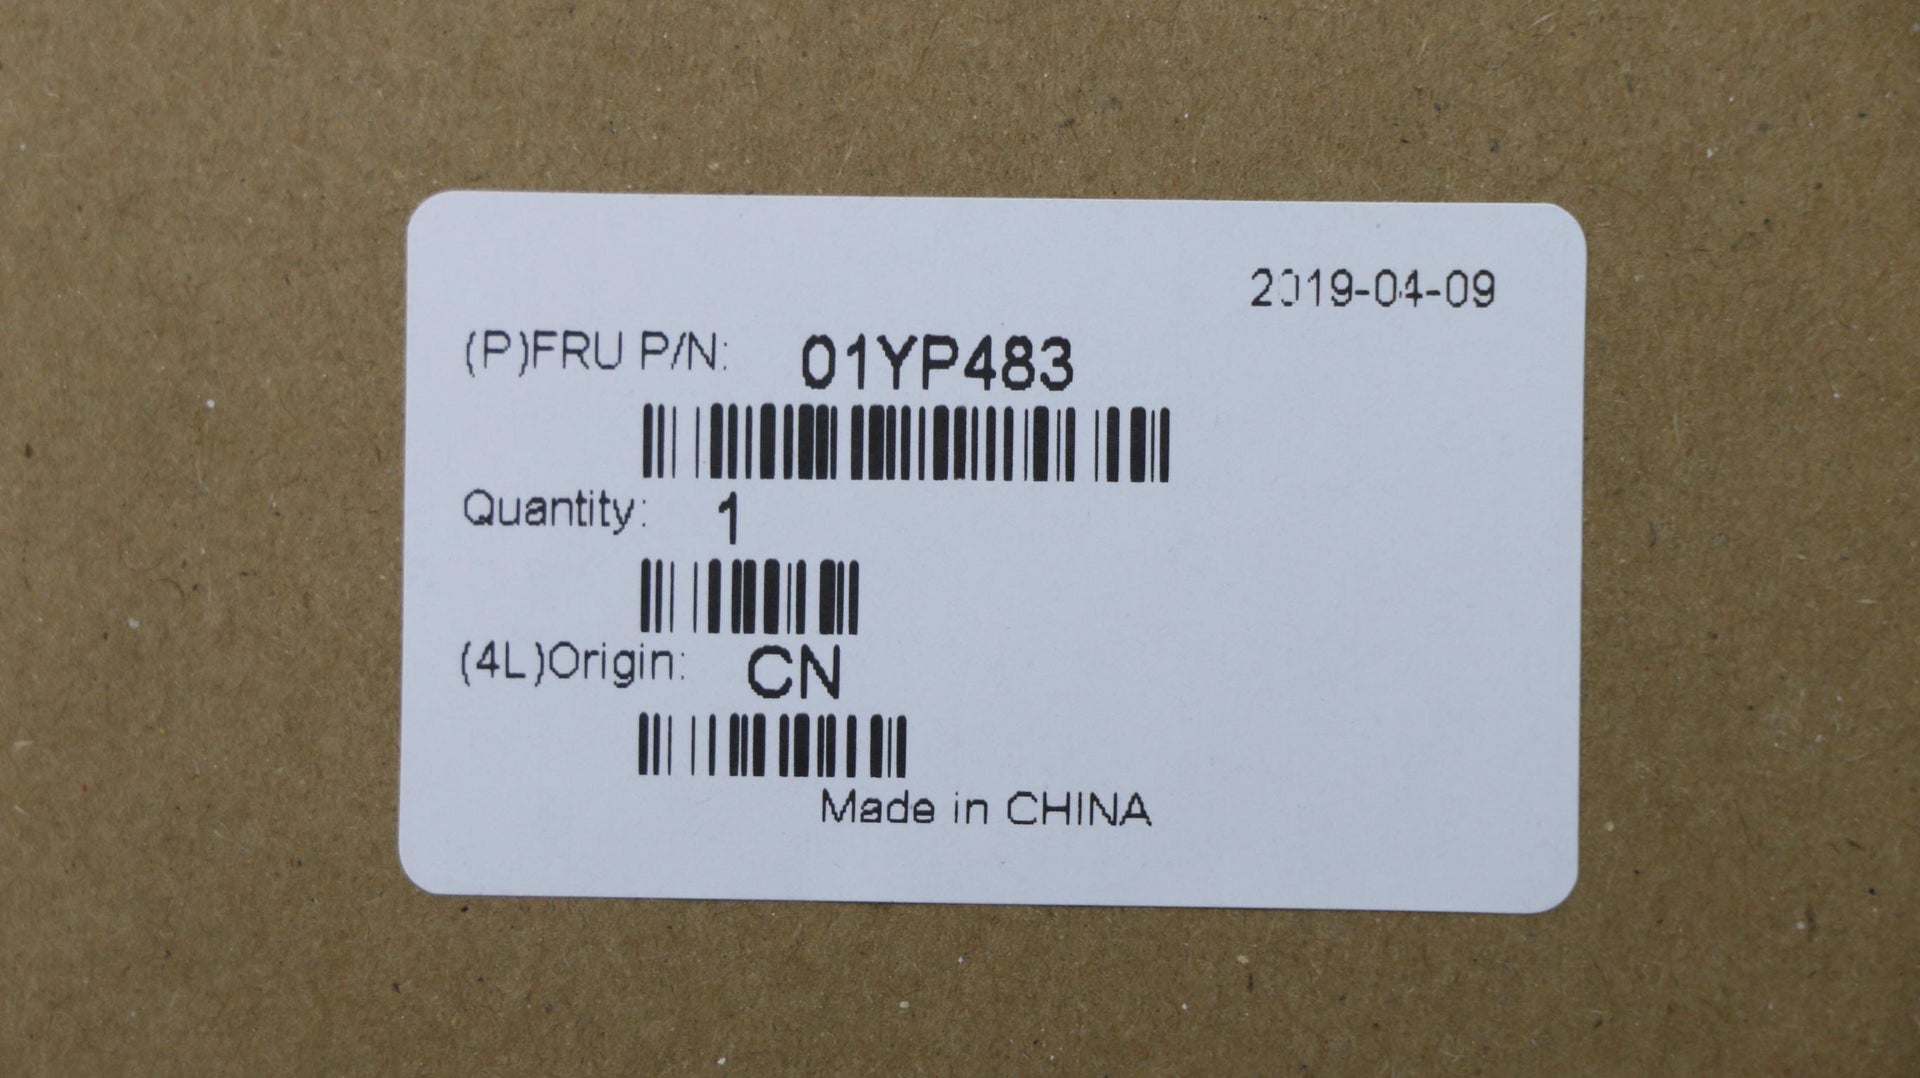 2019-04-09
(P)FRU P/N: 01YP483
Quantity: 1
(4L)Origin: CN
Made in CHINA